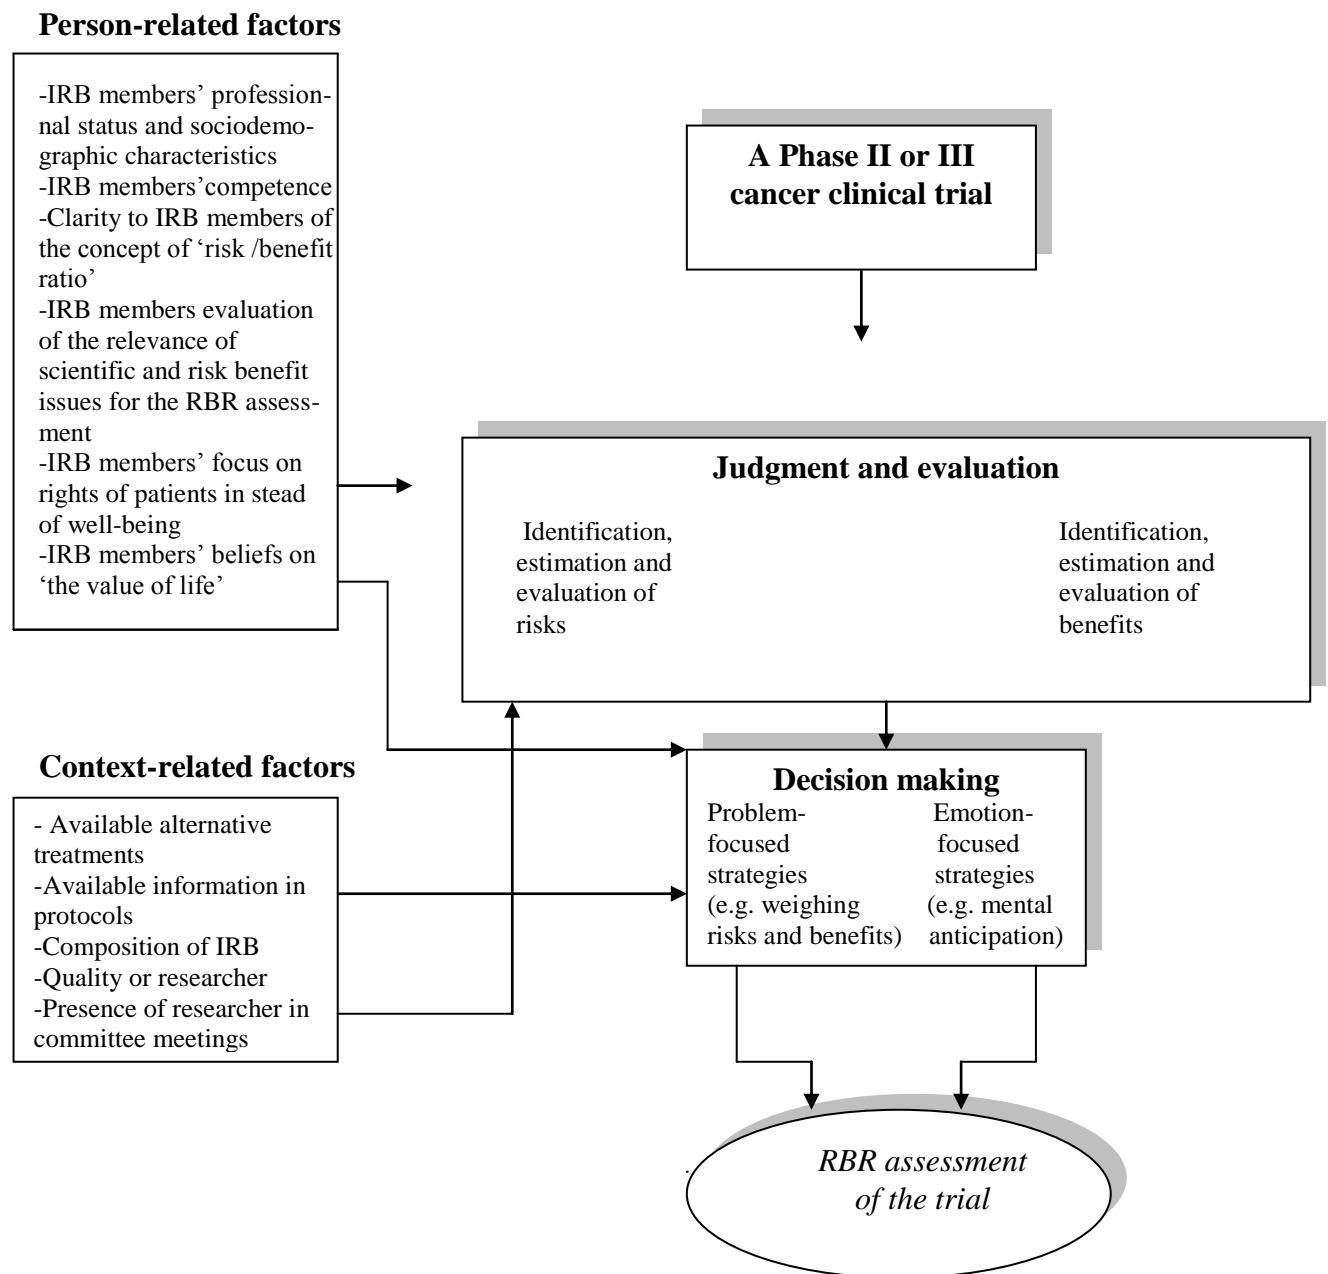 Person-related factors
-IRB members’ profession-
nal status and sociodemo-
graphic characteristics
-IRB members’competence
-Clarity to IRB members of
the concept of ‘risk /benefit
ratio’
-IRB members evaluation
of the relevance of
scientific and risk benefit
issues for the RBR assess-
ment
-IRB members’ focus on
rights of patients in stead
of well-being
-IRB members’ beliefs on
‘the value of life’
A Phase II or III
cancer clinical trial
Judgment and evaluation
Identification,
estimation and
evaluation of
risks
Identification,
estimation and
evaluation of
benefits
Context-related factors
- Available alternative
treatments
-Available information in
protocols
-Composition of IRB
-Quality or researcher
-Presence of researcher in
committee meetings
Decision making
Problem-
focused
strategies
(e.g. weighing
risks and benefits)
Emotion-
focused
strategies
(e.g. mental
anticipation)
RBR assessment
of the trial